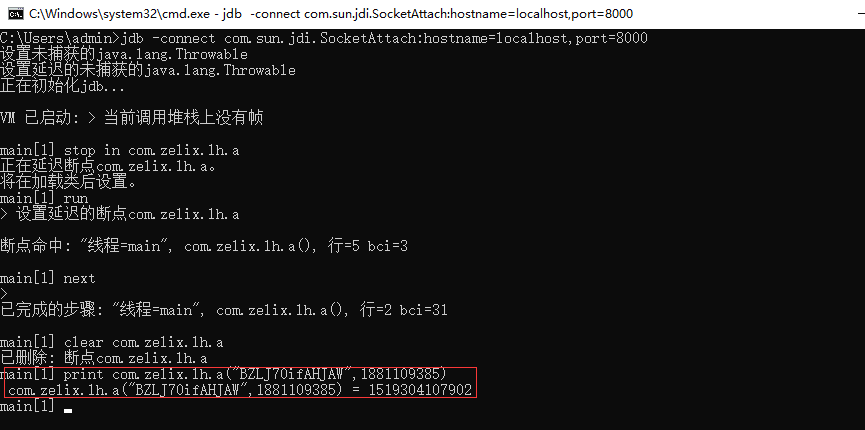 C:\Windows\system32\cmd.exe - jdb  -connect com.sun.jdi.SocketAttach:hostname=localhost,port=8000
C:\Users\admin>jdb -connect com.sun.jdi.SocketAttach:hostname=localhost,port=8000
设置未捕获的java.lang.Throwable
设置延迟的未捕获的java.lang.Throwable
正在初始化jdb...
VM 已启动: > 当前调用堆栈上没有帧
main[1] stop in com.zelix.lh.a
正在延迟断点com.zelix.lh.a。
将在加载类后设置。
main[1] run
> 设置延迟的断点com.zelix.lh.a
断点命中: "线程=main", com.zelix.lh.a(), 行=5 bci=3
main[1] next
>
已完成的步骤: "线程=main", com.zelix.lh.a(), 行=2 bci=31
main[1] clear com.zelix.lh.a
已删除: 断点com.zelix.lh.a
main[1] print com.zelix.lh.a("BZLJ70ifAHJAW",1881109385)
com.zelix.lh.a("BZLJ70ifAHJAW",1881109385) = 1519304107902
main[1]